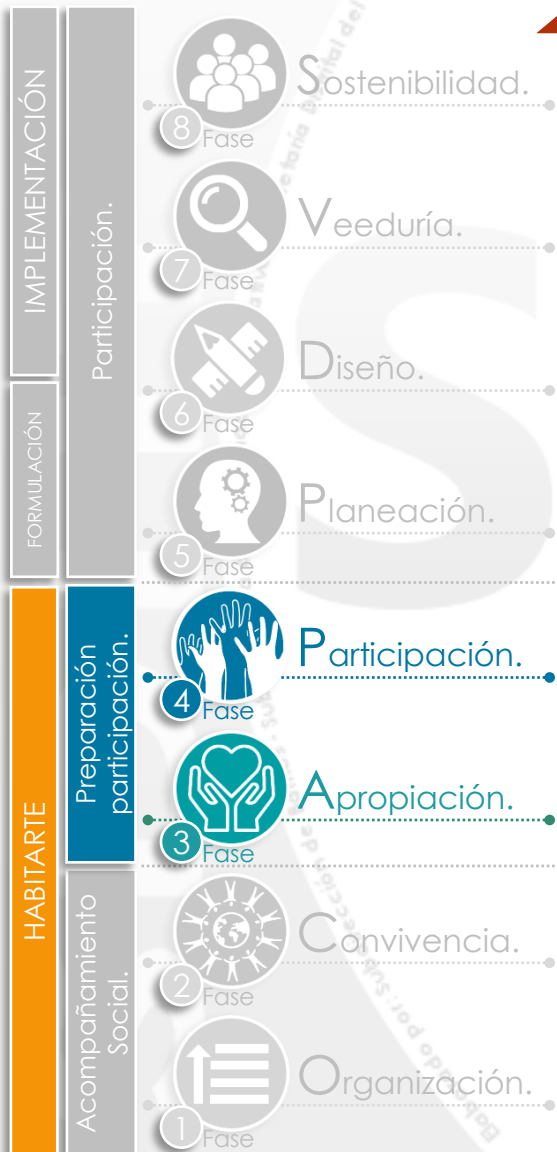 IMPLEMENTACIÓN
Participación.
FORMULACIÓN
Sostenibilidad.
8 Fase
Veeduría.
7 Fase
Diseño.
6 Fase
Planeación.
5 Fase
HABITARTE
Preparación
participación.
Participación.
4 Fase
Apropiación.
3 Fase
Acompañamiento
Social.
Convivencia.
2 Fase
Organización.
1 Fase